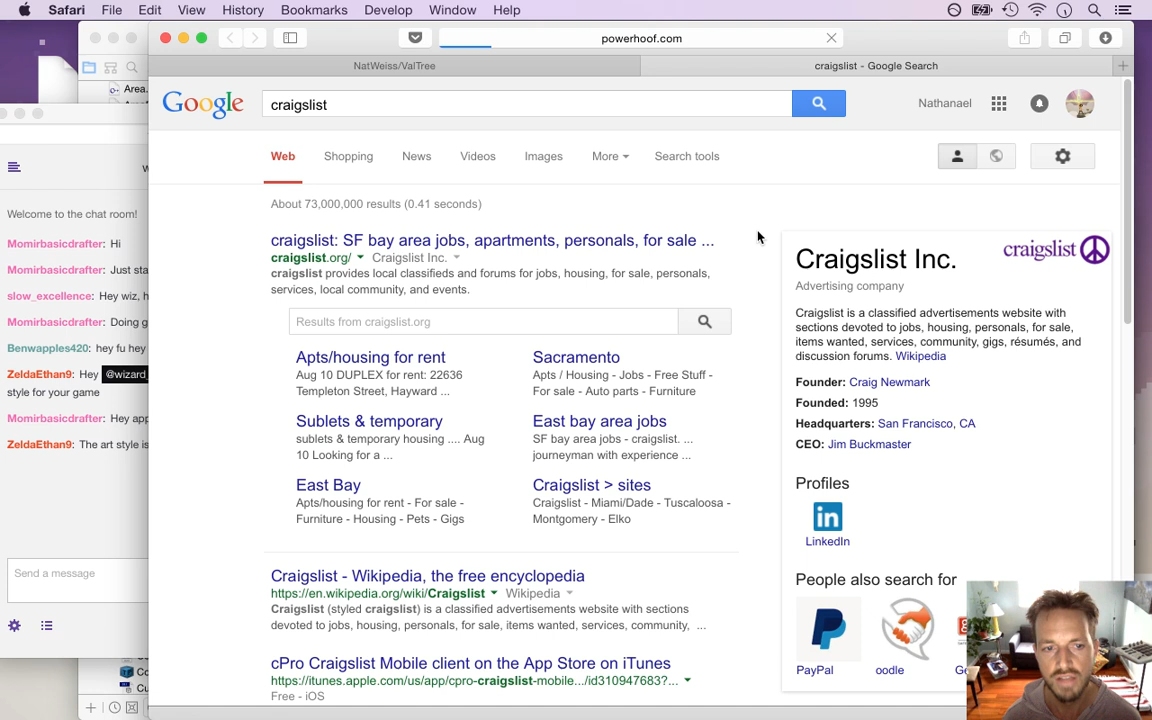 Safari File Edit View History Bookmarks Develop Window Help
powerhoof.com
NatWeiss/ValTree
craigslist - Google Search
Area.
Google
craigslist
Nathanael
Web Shopping News Videos Images More Search tools
About 73,000,000 results (0.41 seconds)
craigslist: SF bay area jobs, apartments, personals, for sale ...
craigslist.org/ Craigslist Inc.
craigslist provides local classifieds and forums for jobs, housing, for sale, personals,
services, local community, and events.
Results from craigslist.org
Apts/housing for rent
Aug 10 DUPLEX for rent: 22636
Templeton Street, Hayward ...
Sacramento
Apts / Housing - Jobs - Free Stuff -
For sale - Auto parts - Furniture
Sublets & temporary
sublets & temporary housing .... Aug
10 Looking for a ...
East bay area jobs
SF bay area jobs - craigslist. ...
journeyman with experience ...
East Bay
Apts/housing for rent - For sale -
Furniture - Housing - Pets - Gigs
Craigslist > sites
Craigslist - Miami/Dade - Tuscaloosa -
Montgomery - Elko
Craigslist - Wikipedia, the free encyclopedia
https://en.wikipedia.org/wiki/Craigslist Wikipedia
Craigslist (styled craigslist) is a classified advertisements website with sections
devoted to jobs, housing, personals, for sale, items wanted, services, community, ...
cPro Craigslist Mobile client on the App Store on iTunes
https://itunes.apple.com/us/app/cpro-craigslist-mobile.../id310947683?...
Free - iOS
Craigslist Inc.
craigslist
Advertising company
Craigslist is a classified advertisements website with
sections devoted to jobs, housing, personals, for sale,
items wanted, services, community, gigs, résumés, and
discussion forums. Wikipedia
Founder: Craig Newmark
Founded: 1995
Headquarters: San Francisco, CA
CEO: Jim Buckmaster
Profiles
in
LinkedIn
People also search for
PayPal oodle
Welcome to the chat room!
Momirbasicdrafter: Hi
Momirbasicdrafter: Just sta
slow_excellence: Hey wiz, h
Momirbasicdrafter: Doing g
Benwapples420: hey fu hey
ZeldaEthan9: Hey @wizard_
style for your game
Momirbasicdrafter: Hey app
ZeldaEthan9: The art style is
Send a message